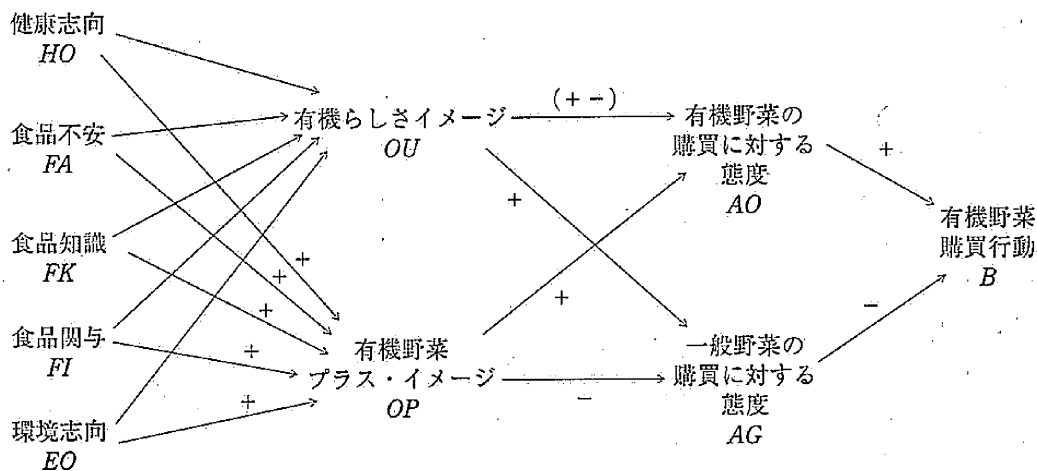 健康志向
HO
食品不安
FA
食品知識
FK
食品関与
FI
環境志向
EO
有機らしさイメージ
OU
有機野菜
プラス・イメージ
OP
(+-)
+
+
-
+
+
+
+
+
有機野菜の
購買に対する
態度
AO
一般野菜の
購買に対する
態度
AG
+
-
有機野菜
購買行動
B